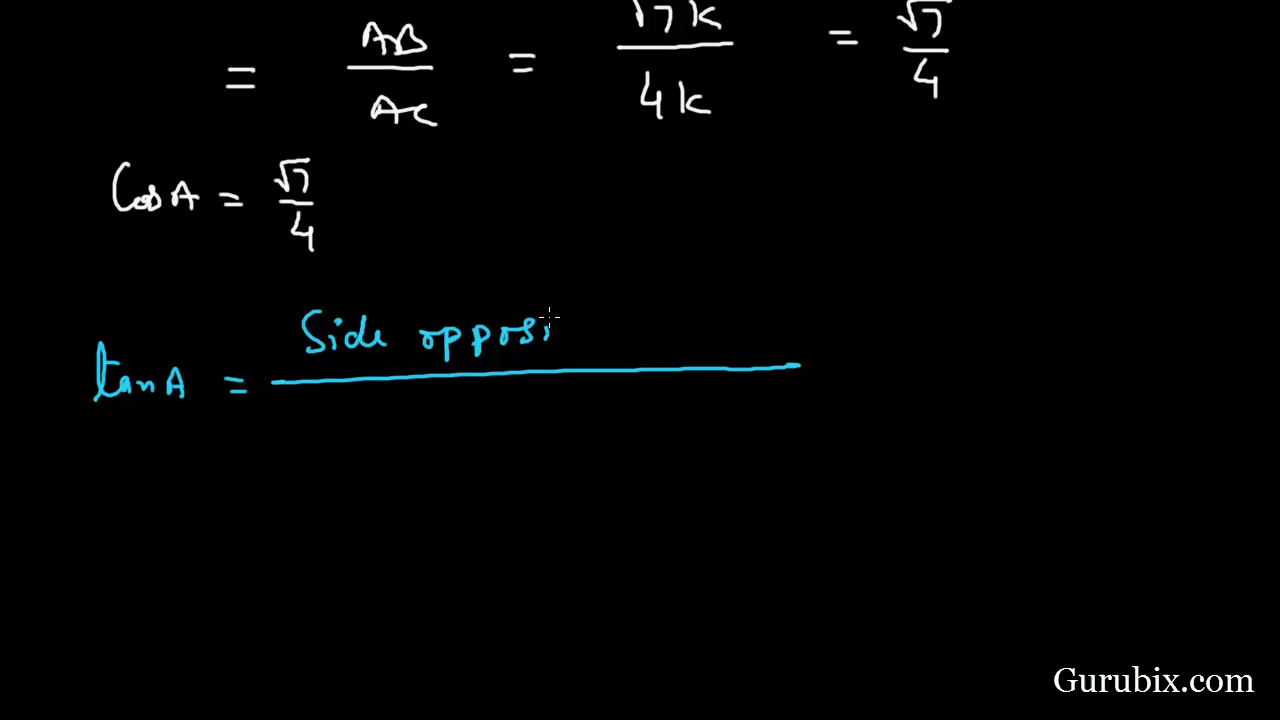 = AB/AC = √7k/4k = √7/4
CosA = √7/4
tanA = Side opposi
Gurubix.com